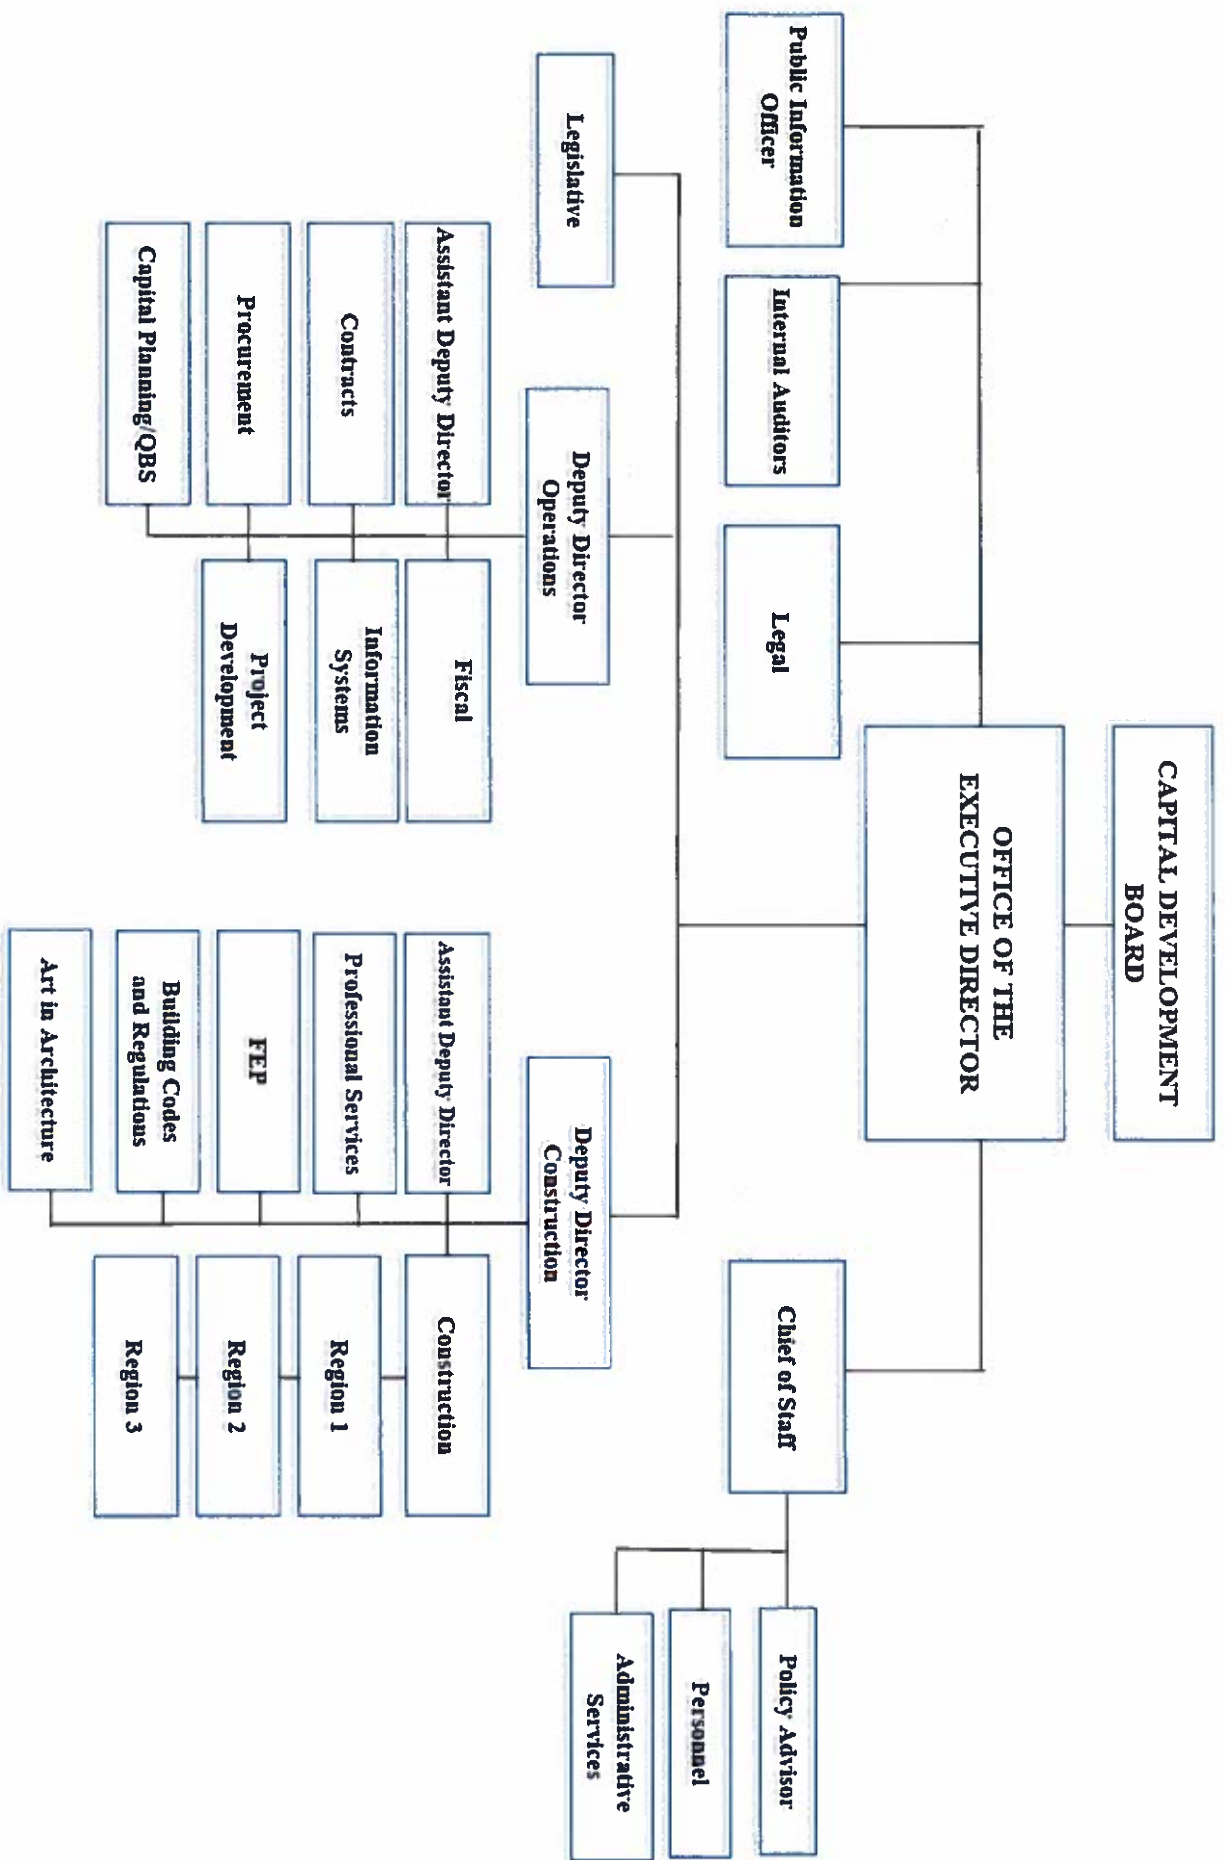 CAPITAL DEVELOPMENT
BOARD
OFFICE OF THE
EXECUTIVE DIRECTOR
Public Information
Officer
Internal Auditors
Legal
Chief of Staff
Policy Advisor
Personnel
Administrative
Services
Legislative
Deputy Director
Operations
Assistant Deputy Director
Fiscal
Contracts
Information
Systems
Procurement
Project
Development
Capital Planning/QBS
Deputy Director
Construction
Assistant Deputy Director
Construction
Professional Services
Region 1
FEP
Region 2
Building Codes
and Regulations
Region 3
Art in Architecture